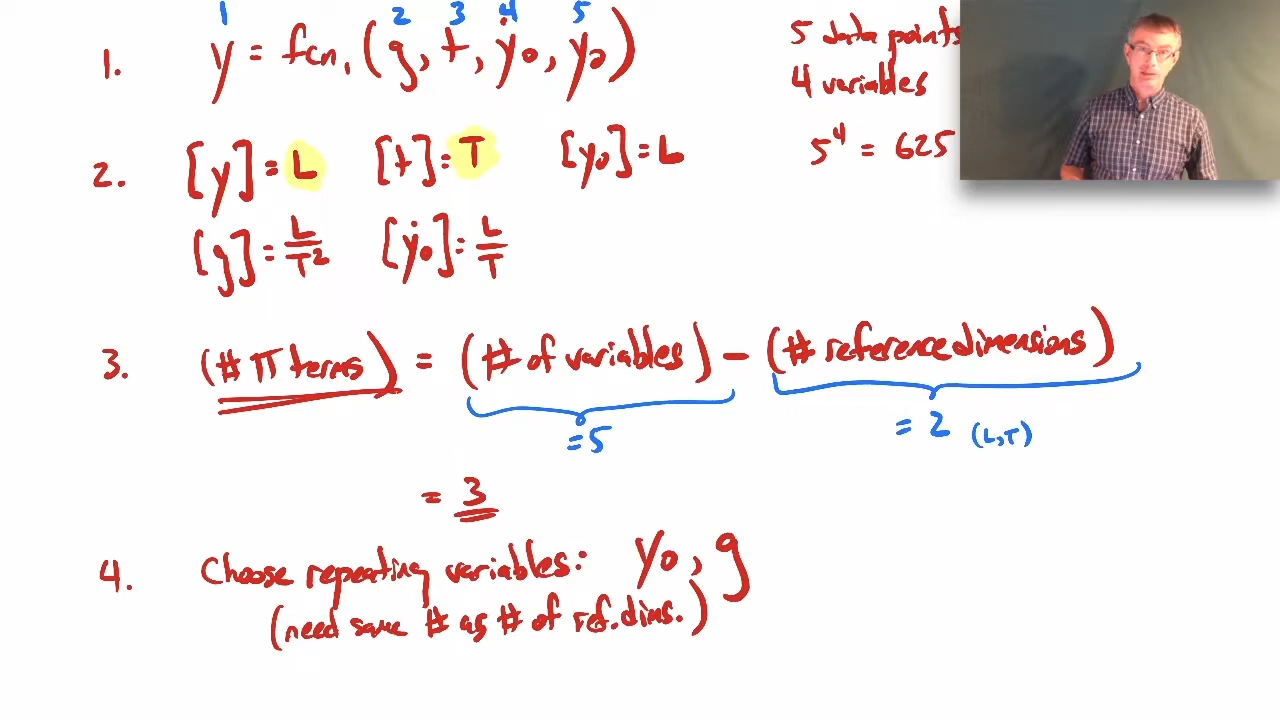 1 2 3 4 5
1. y = fcn. (g, t, ẏ₀, y₀)
5 data points
4 variables
5⁴ = 625
2. [y] = L [t] = T [y₀] = L
[g] = L/T² [ẏ₀] = L/T
3. (# π terms) = (# of variables) − (# reference dimensions)
= 5 = 2 (L,T)
= 3
4. Choose repeating variables: y₀, g
(need same # as # of ref. dims.)